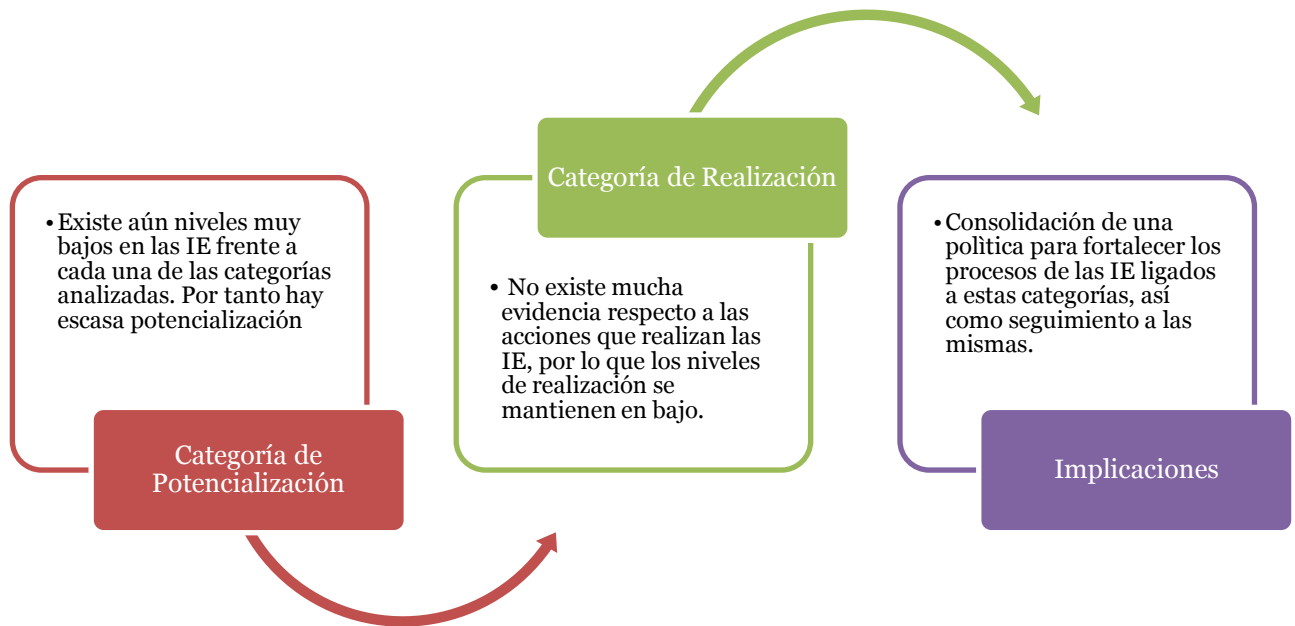 •Existe aún niveles muy
bajos en las IE frente a
cada una de las categorías
analizadas. Por tanto hay
escasa potencialización
Categoría de
Potencialización
Categoría de Realización
• No existe mucha
evidencia respecto a las
acciones que realizan las
IE, por lo que los niveles
de realización se
mantienen en bajo.
•Consolidación de una
polìtica para fortalecer los
procesos de las IE ligados
a estas categorías, así
como seguimiento a las
mismas.
Implicaciones